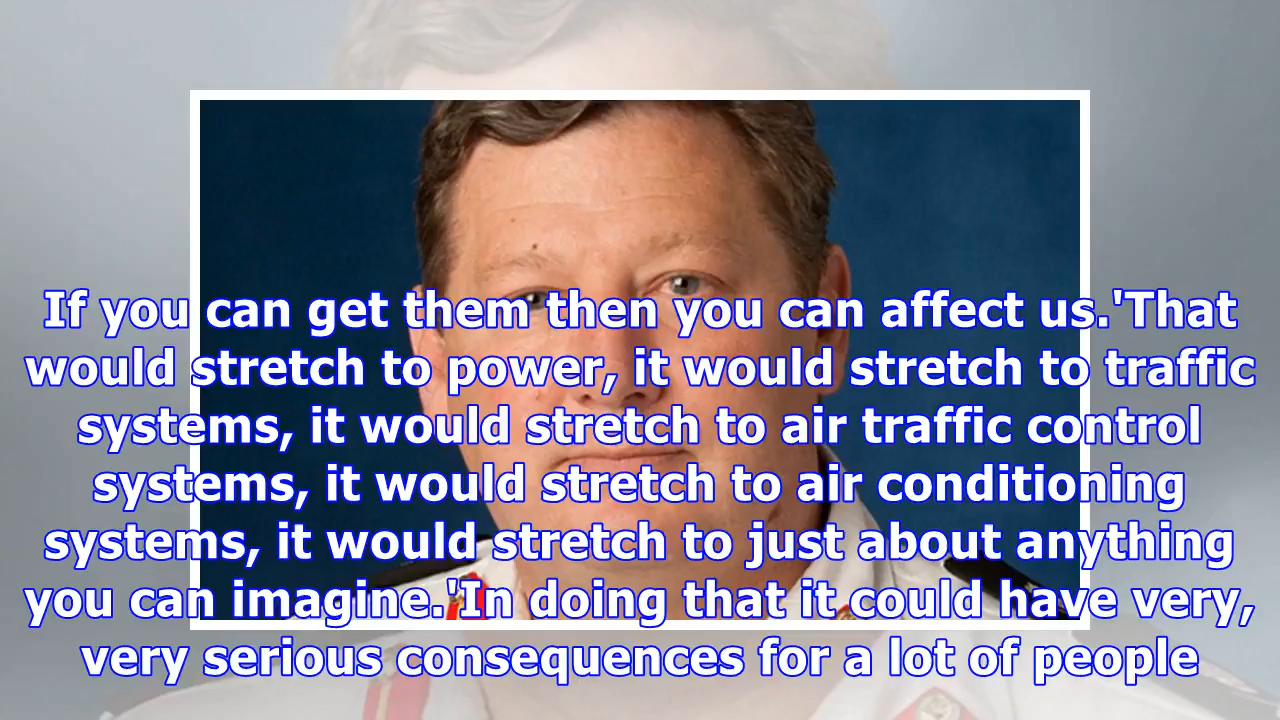 If you can get them then you can affect us.'That
would stretch to power, it would stretch to traffic
systems, it would stretch to air traffic control
systems, it would stretch to air conditioning
systems, it would stretch to just about anything
you can imagine.'In doing that it could have very,
very serious consequences for a lot of people